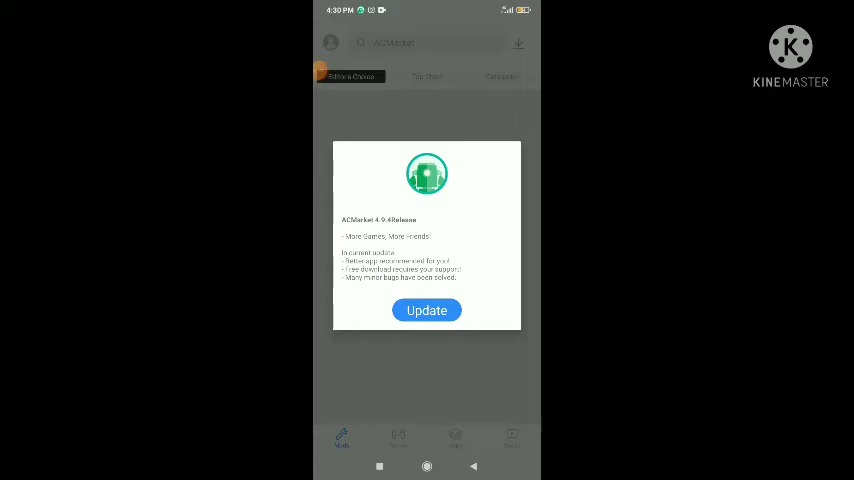 4:30 PM
ACMarket
Editor's Choice
Top Chart
Categories
ACMarket 4.9.4Release
- More Games, More Friends!
In current update
- Better app recommended for you!
- Free download requires your support!
- Many minor bugs have been solved.
Update
Mods
KINEMASTER